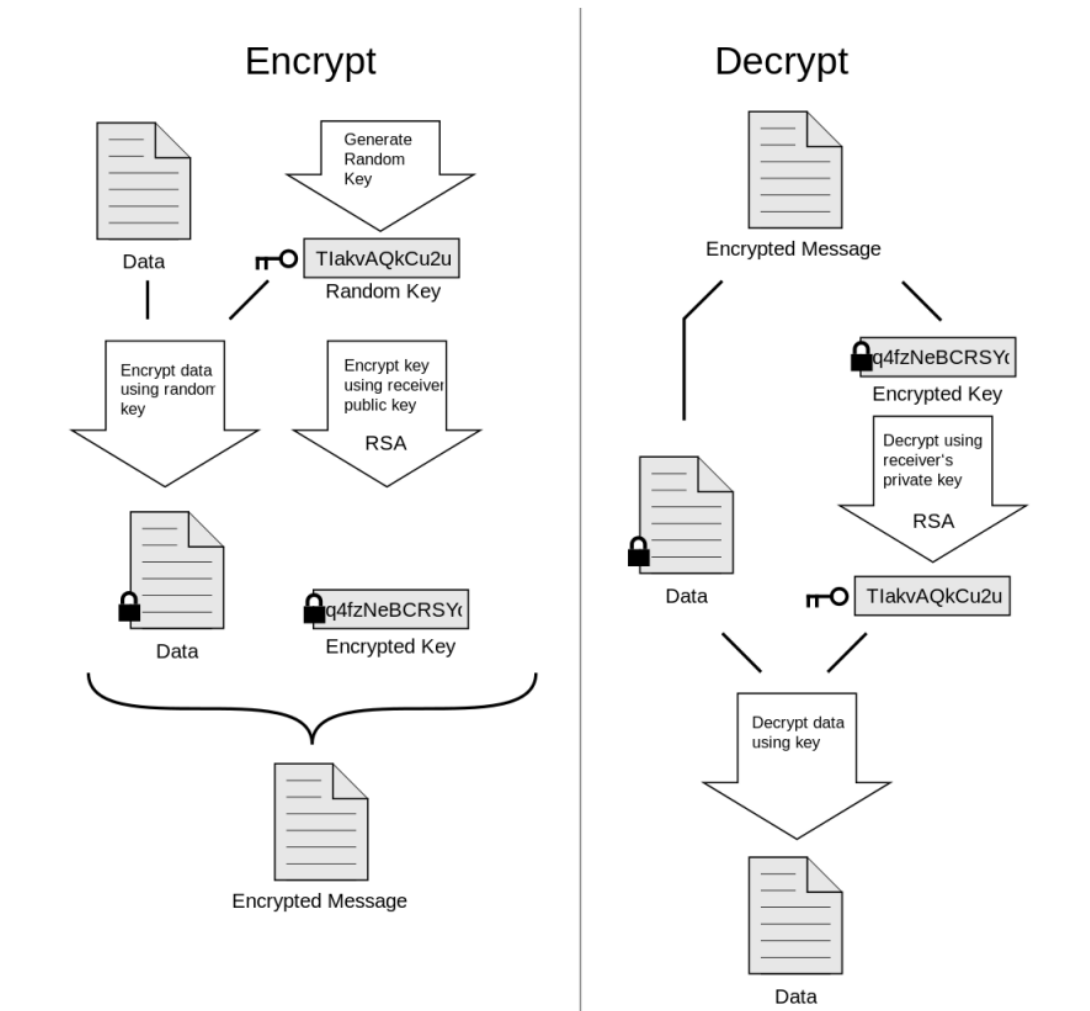 Encrypt
Generate
Random
Key
TIakvAQkCu2u
Data
Random Key
Encrypt data
using random
key
Encrypt key
using receiver
public key
RSA
q4fzNeBCRSY
Data
Encrypted Key
Encrypted Message
Decrypt
Encrypted Message
q4fzNeBCRSY
Encrypted Key
Decrypt using
receiver's
private key
RSA
TIakvAQkCu2u
Data
Decrypt data
using key
Data